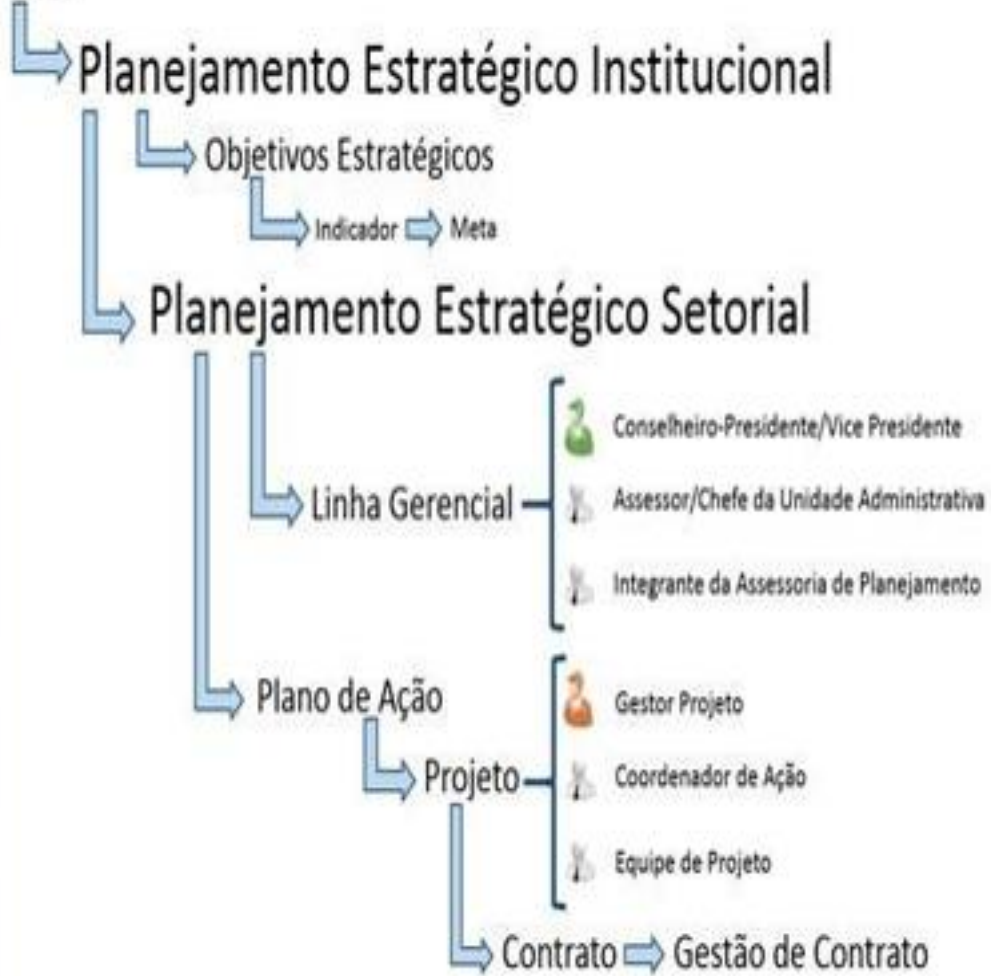 Planejamento Estratégico Institucional
Objetivos Estratégicos
Indicador Meta
Planejamento Estratégico Setorial
Conselheiro-Presidente/Vice Presidente
Linha Gerencial
Assessor/Chefe da Unidade Administrativa
Integrante da Assessoria de Planejamento
Plano de Ação
Gestor Projeto
Projeto
Coordenador de Ação
Equipe de Projeto
Contrato Gestão de Contrato